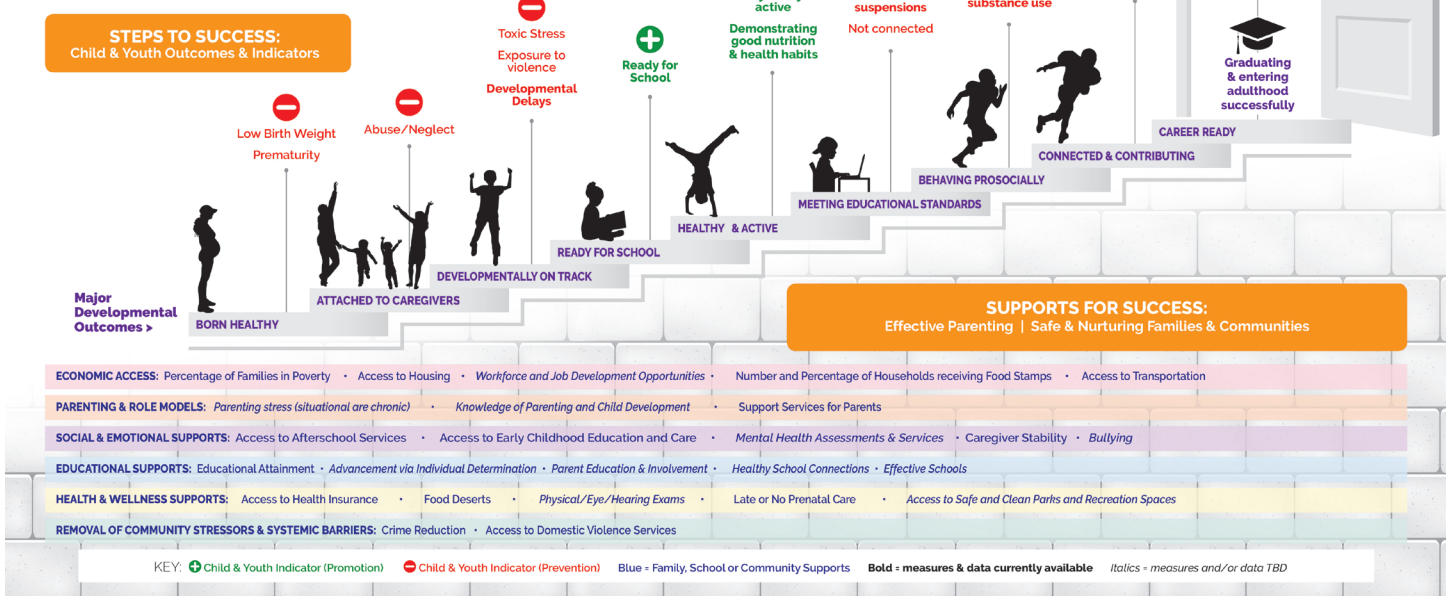 active
Demonstrating
good nutrition
& health habits
suspensions
Not connected
substance use
STEPS TO SUCCESS:
Child & Youth Outcomes & Indicators
Toxic Stress
Exposure to
violence
Developmental
Delays
Ready for
School
Graduating
& entering
adulthood
successfully
Low Birth Weight
Prematurity
Abuse/Neglect
CAREER READY
CONNECTED & CONTRIBUTING
BEHAVING PROSOCIALLY
MEETING EDUCATIONAL STANDARDS
HEALTHY & ACTIVE
READY FOR SCHOOL
DEVELOPMENTALLY ON TRACK
ATTACHED TO CAREGIVERS
BORN HEALTHY
Major
Developmental
Outcomes >
SUPPORTS FOR SUCCESS:
Effective Parenting | Safe & Nurturing Families & Communities
ECONOMIC ACCESS: Percentage of Families in Poverty • Access to Housing • Workforce and Job Development Opportunities • Number and Percentage of Households receiving Food Stamps • Access to Transportation
PARENTING & ROLE MODELS: Parenting stress (situational are chronic) • Knowledge of Parenting and Child Development • Support Services for Parents
SOCIAL & EMOTIONAL SUPPORTS: Access to Afterschool Services • Access to Early Childhood Education and Care • Mental Health Assessments & Services • Caregiver Stability • Bullying
EDUCATIONAL SUPPORTS: Educational Attainment • Advancement via Individual Determination • Parent Education & Involvement • Healthy School Connections • Effective Schools
HEALTH & WELLNESS SUPPORTS: Access to Health Insurance • Food Deserts • Physical/Eye/Hearing Exams • Late or No Prenatal Care • Access to Safe and Clean Parks and Recreation Spaces
REMOVAL OF COMMUNITY STRESSORS & SYSTEMIC BARRIERS: Crime Reduction • Access to Domestic Violence Services
KEY: Child & Youth Indicator (Promotion) Child & Youth Indicator (Prevention) Blue = Family, School or Community Supports Bold = measures & data currently available Italics = measures and/or data TBD